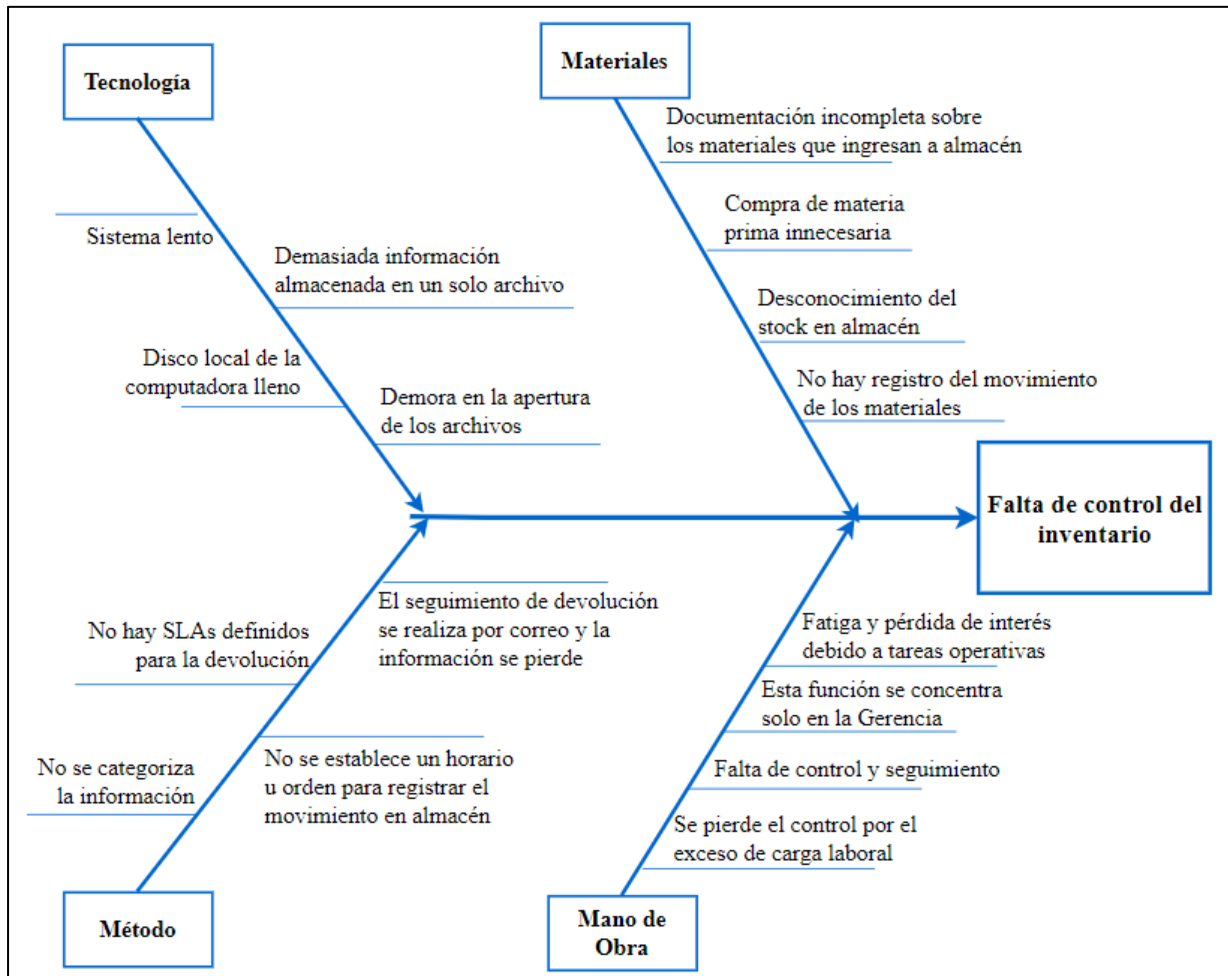 Tecnología
Sistema lento
Demasiada información
almacenada en un solo archivo
Disco local de la
computadora lleno
Demora en la apertura
de los archivos
Materiales
Documentación incompleta sobre
los materiales que ingresan a almacén
Compra de materia
prima innecesaria
Desconocimiento del
stock en almacén
No hay registro del movimiento
de los materiales
Falta de control del
inventario
El seguimiento de devolución
se realiza por correo y la
información se pierde
No hay SLAs definidos
para la devolución
No se establece un horario
u orden para registrar el
movimiento en almacén
No se categoriza
la información
Método
Fatiga y pérdida de interés
debido a tareas operativas
Esta función se concentra
solo en la Gerencia
Falta de control y seguimiento
Se pierde el control por el
exceso de carga laboral
Mano de
Obra